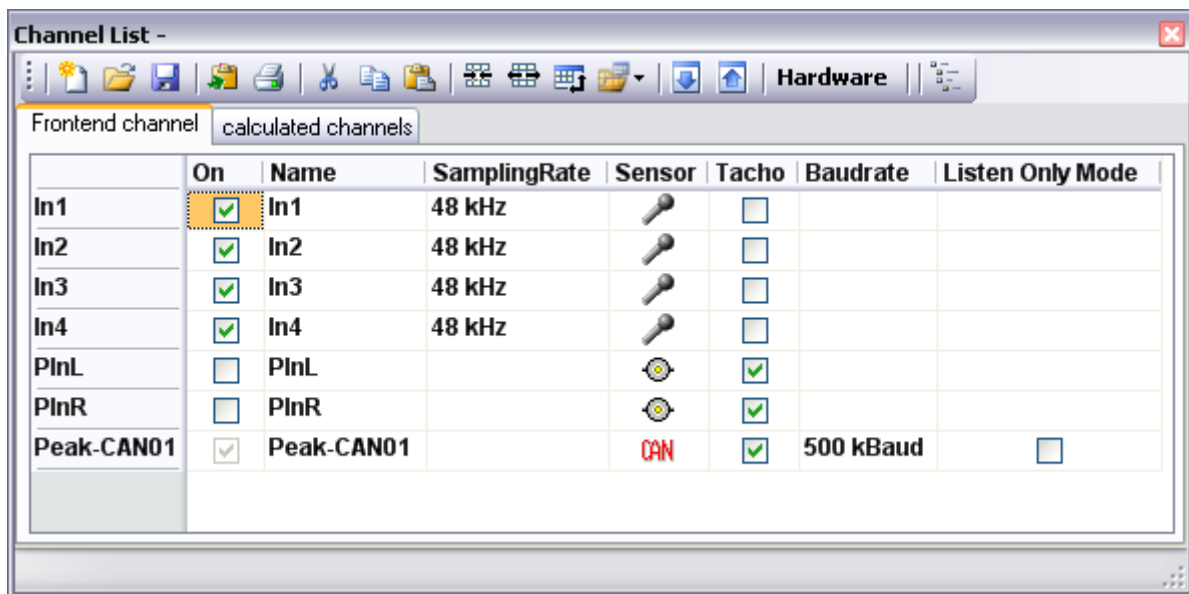 Channel List -
Hardware
Frontend channel calculated channels
On Name SamplingRate Sensor Tacho Baudrate Listen Only Mode
In1 In1 48 kHz
In2 In2 48 kHz
In3 In3 48 kHz
In4 In4 48 kHz
PInL PInL
PInR PInR
Peak-CAN01 Peak-CAN01 CAN 500 kBaud